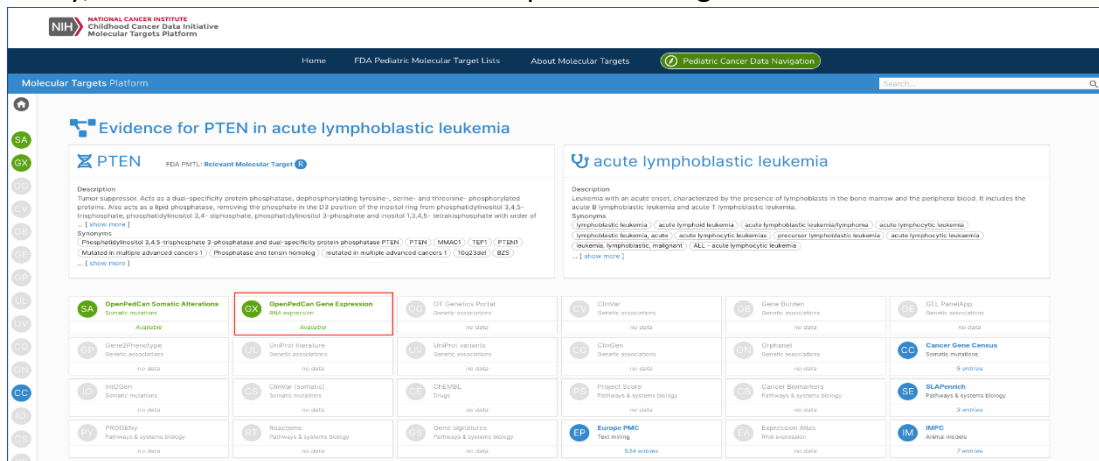 NIH NATIONAL CANCER INSTITUTE
Childhood Cancer Data Initiative
Molecular Targets Platform
Home FDA Pediatric Molecular Target Lists About Molecular Targets Pediatric Cancer Data Navigation
Molecular Targets Platform Search...
Evidence for PTEN in acute lymphoblastic leukemia
PTEN FDA PMTL: Relevant Molecular Target R
Description
Tumor suppressor. Acts as a dual-specificity protein phosphatase, dephosphorylating tyrosine-, serine- and threonine- phosphorylated
proteins. Also acts as a lipid phosphatase, removing the phosphate in the D3 position of the inositol ring from phosphatidylinositol 3,4,5-
trisphosphate, phosphatidylinositol 3,4- diphosphate, phosphatidylinositol 3-phosphate and inositol 1,3,4,5- tetrakisphosphate with order of
... [ show more ]
Synonyms
Phosphatidylinositol 3,4,5-trisphosphate 3-phosphatase and dual-specificity protein phosphatase PTEN PTEN MMAC1 TEP1 PTEN1
Mutated in multiple advanced cancers 1 Phosphatase and tensin homolog mutated in multiple advanced cancers 1 10q23del BZS
... [ show more ]
acute lymphoblastic leukemia
Description
Leukemia with an acute onset, characterized by the presence of lymphoblasts in the bone marrow and the peripheral blood. It includes the
acute B lymphoblastic leukemia and acute T lymphoblastic leukemia.
Synonyms
lymphoblastic leukemia acute lymphoid leukemia acute lymphoblastic leukemia/lymphoma acute lymphocytic leukemia
lymphoblastic leukemia, acute acute lymphocytic leukemias precursor lymphoblastic leukemia acute lymphocytic leukaemia
leukemia, lymphoblastic, malignant ALL - acute lymphocytic leukemia
... [ show more ]
SA OpenPedCan Somatic Alterations
Somatic mutations
Available
GX OpenPedCan Gene Expression
RNA expression
Available
OG OT Genetics Portal
Genetic associations
no data
CV ClinVar
Genetic associations
no data
GB Gene Burden
Genetic associations
no data
GE GEL PanelApp
Genetic associations
no data
GP Gene2Phenotype
Genetic associations
no data
UL UniProt literature
Genetic associations
no data
UV UniProt variants
Genetic associations
no data
CG ClinGen
Genetic associations
no data
ON Orphanet
Genetic associations
no data
CC Cancer Gene Census
Somatic mutations
5 entries
IO IntOGen
Somatic mutations
no data
CS ClinVar (somatic)
Somatic mutations
no data
CE ChEMBL
Drugs
no data
PS Project Score
Pathways & systems biology
no data
CB Cancer Biomarkers
Pathways & systems biology
no data
SE SLAPenrich
Pathways & systems biology
3 entries
PY PROGENy
Pathways & systems biology
no data
RT Reactome
Pathways & systems biology
no data
GS Gene signatures
Pathways & systems biology
no data
EP Europe PMC
Text mining
534 entries
EA Expression Atlas
RNA expression
no data
IM IMPC
Animal models
7 entries
SA
GX
OG
CV
GB
GE
GP
UL
UV
CG
ON
CC
IO
CS